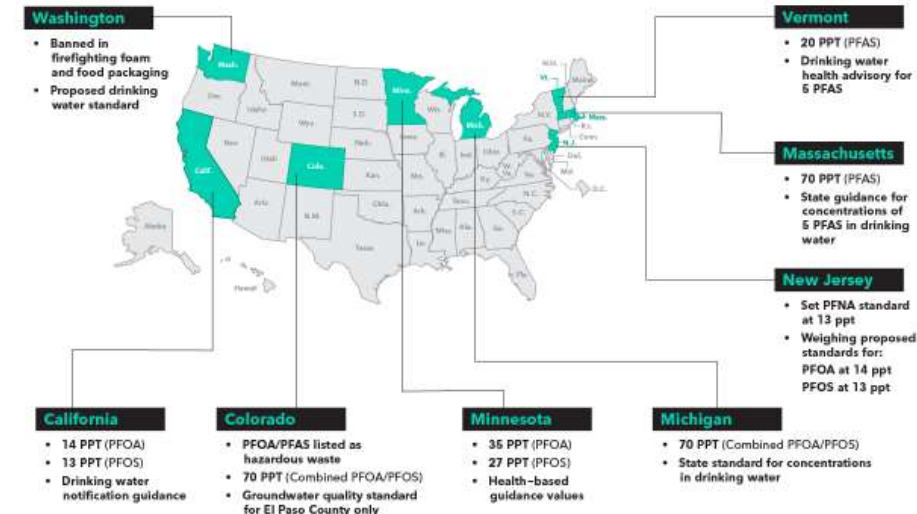 Washington
• Banned in
firefighting foam
and food packaging
• Proposed drinking
water standard
Vermont
• 20 PPT (PFAS)
• Drinking water
health advisory for
5 PFAS
Massachusetts
• 70 PPT (PFAS)
• State guidance for
concentrations of
5 PFAS in drinking
water
New Jersey
• Set PFNA standard
at 13 ppt
• Weighing proposed
standards for:
PFOA at 14 ppt
PFOS at 13 ppt
California
• 14 PPT (PFOA)
• 13 PPT (PFOS)
• Drinking water
notification guidance
Colorado
• PFOA/PFAS listed as
hazardous waste
• 70 PPT (Combined PFOA/PFOS)
• Groundwater quality standard
for El Paso County only
Minnesota
• 35 PPT (PFOA)
• 27 PPT (PFOS)
• Health-based
guidance values
Michigan
• 70 PPT (Combined PFOA/PFOS)
• State standard for concentrations
in drinking water
Wash.
Mont.
N.D.
Minn.
Vt.
Maine
Ore.
Idaho
Wyo.
S.D.
Wis.
Mich.
N.Y.
Mass.
R.I.
Conn.
N.J.
Calif.
Nev.
Utah
Colo.
Neb.
Iowa
Ill.
Ind.
Ohio
Pa.
Del.
Md.
D.C.
W.
Va.
Va.
Kan.
Mo.
Ky.
Ariz.
N.M.
Okla.
Ark.
Tenn.
N.C.
S.C.
Texas
La.
Miss.
Ala.
Ga.
Fla.
Alaska
Hawaii